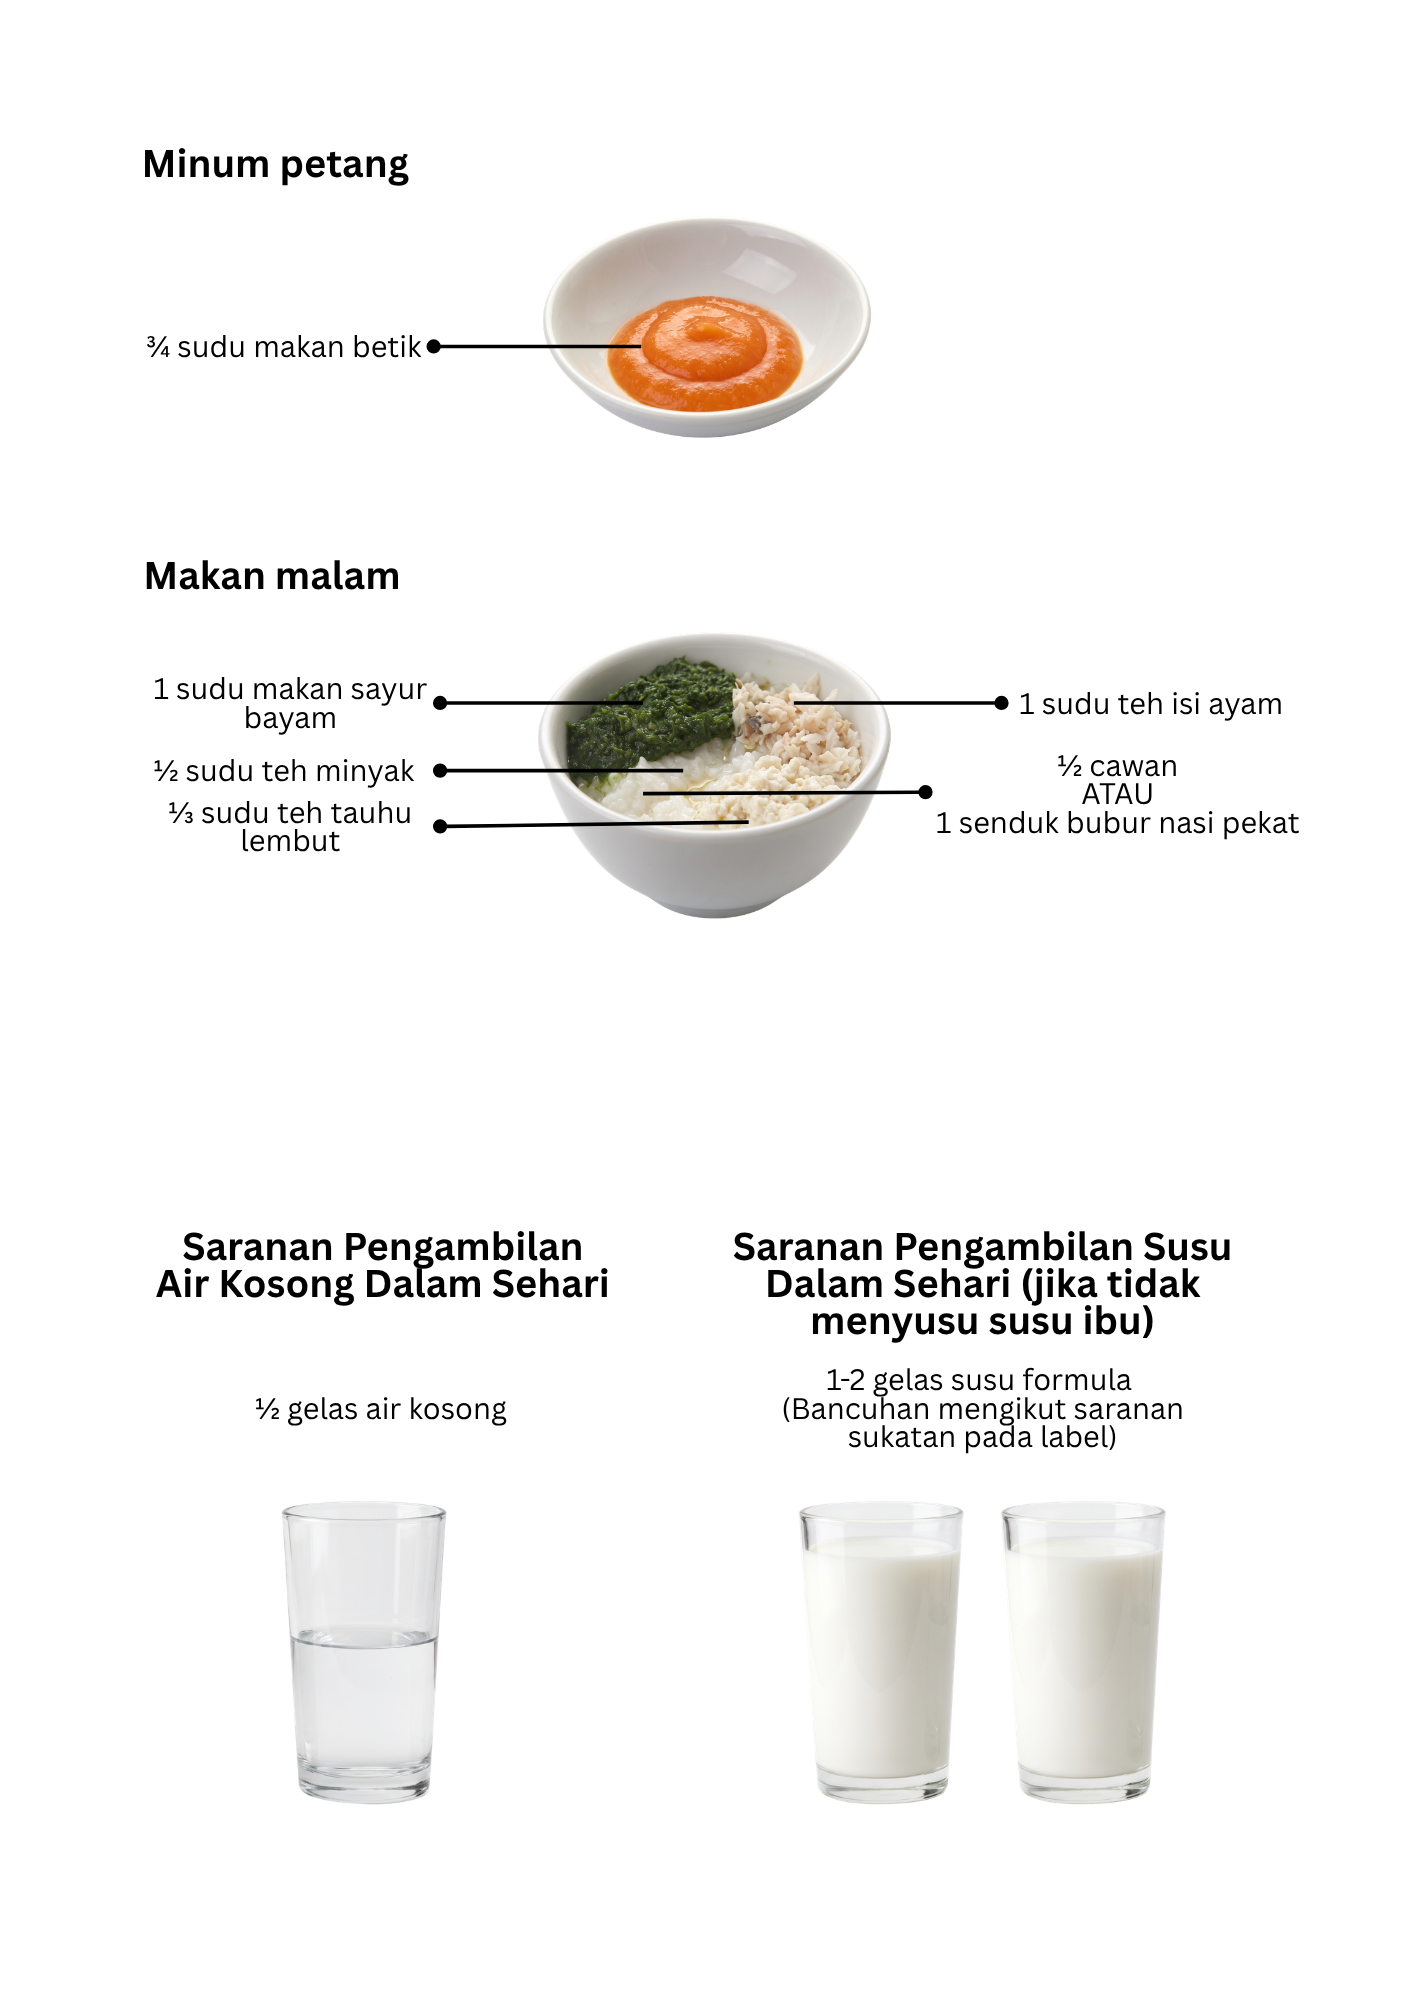 Minum petang
¾ sudu makan betik
Makan malam
1 sudu makan sayur
bayam
½ sudu teh minyak
⅓ sudu teh tauhu
lembut
1 sudu teh isi ayam
½ cawan
ATAU
1 senduk bubur nasi pekat
Saranan Pengambilan
Air Kosong Dalam Sehari
½ gelas air kosong
Saranan Pengambilan Susu
Dalam Sehari (jika tidak
menyusu susu ibu)
1-2 gelas susu formula
(Bancuhan mengikut saranan
sukatan pada label)